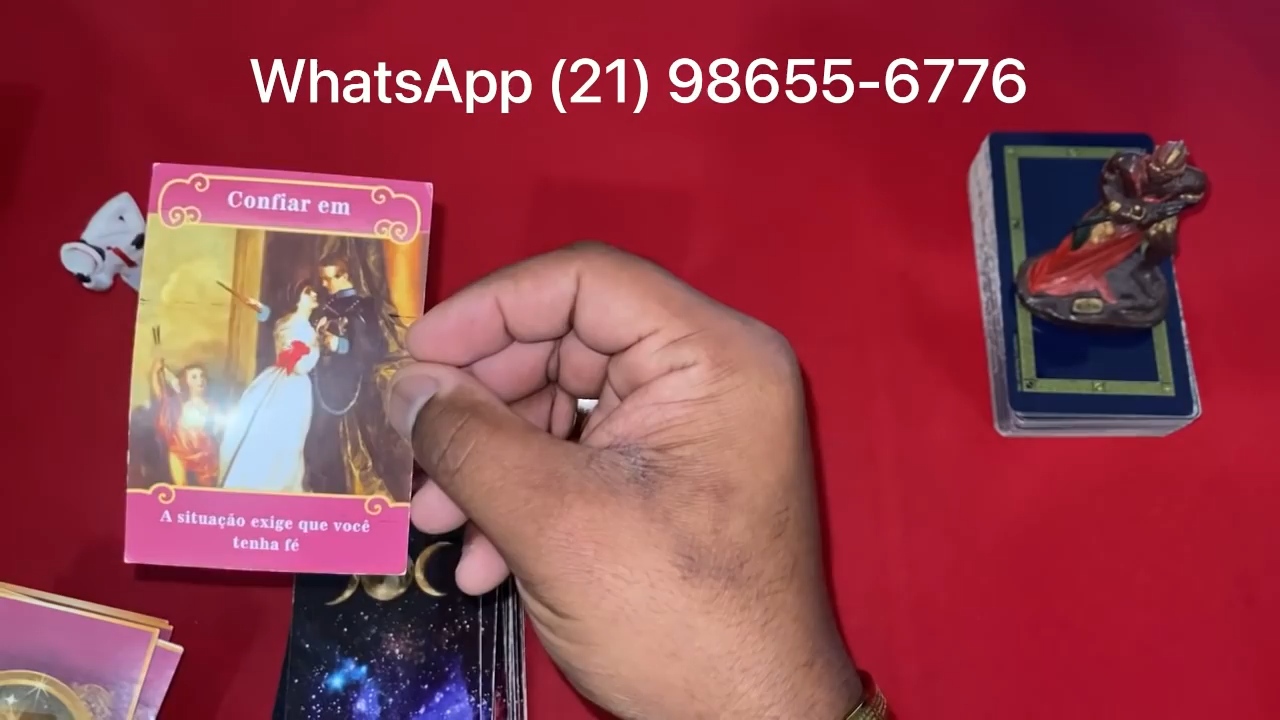 WhatsApp (21) 98655-6776
Confiar em
A situação exige que você
tenha fé